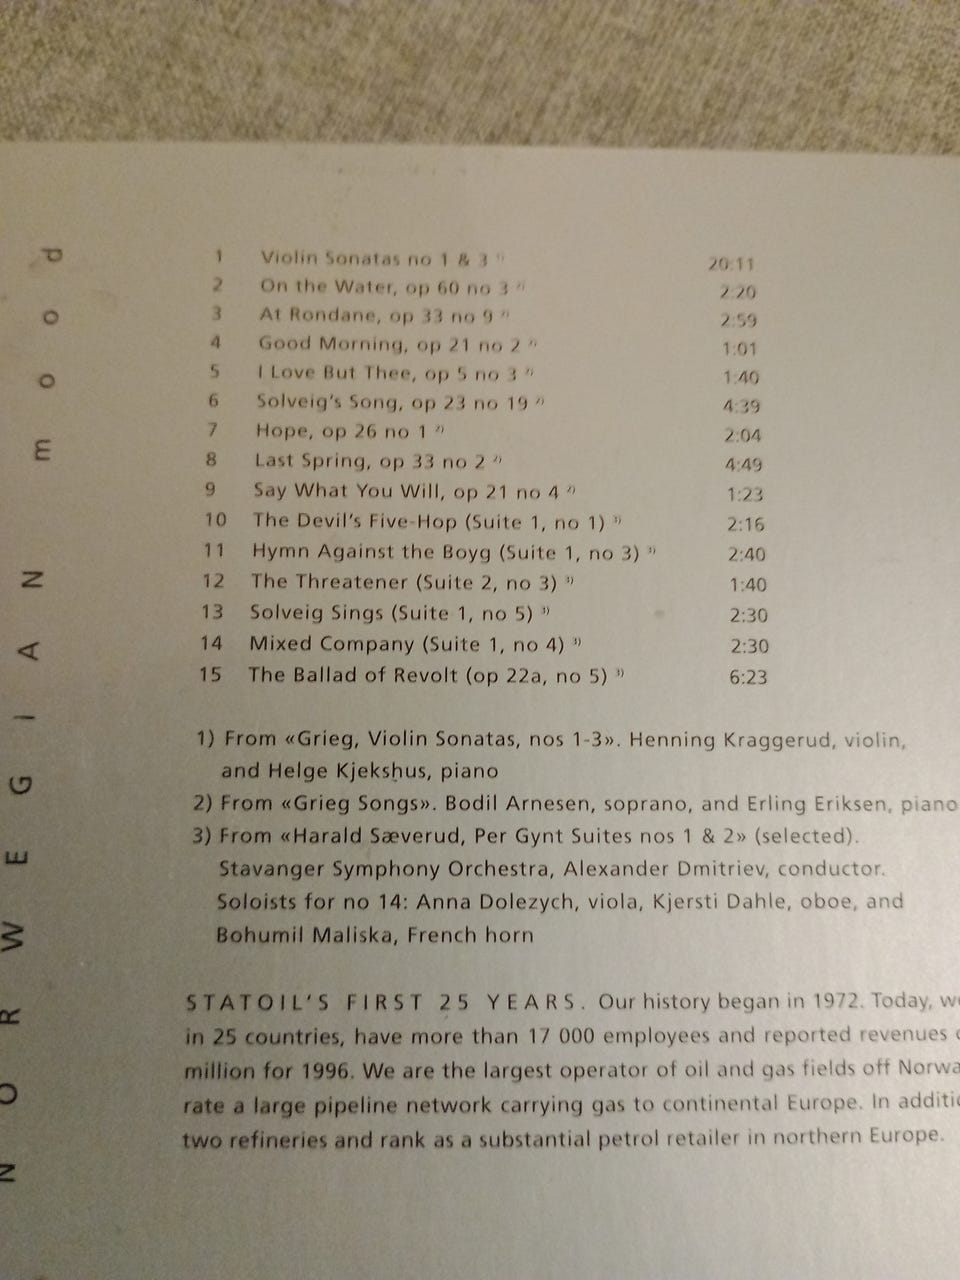 NORWEGIAN mood
1 Violin Sonatas no 1 & 3 1) 20:11
2 On the Water, op 60 no 3 2) 2:20
3 At Rondane, op 33 no 9 2) 2:59
4 Good Morning, op 21 no 2 2) 1:01
5 I Love But Thee, op 5 no 3 2) 1:40
6 Solveig's Song, op 23 no 19 2) 4:39
7 Hope, op 26 no 1 2) 2:04
8 Last Spring, op 33 no 2 2) 4:49
9 Say What You Will, op 21 no 4 2) 1:23
10 The Devil's Five-Hop (Suite 1, no 1) 3) 2:16
11 Hymn Against the Boyg (Suite 1, no 3) 3) 2:40
12 The Threatener (Suite 2, no 3) 3) 1:40
13 Solveig Sings (Suite 1, no 5) 3) 2:30
14 Mixed Company (Suite 1, no 4) 3) 2:30
15 The Ballad of Revolt (op 22a, no 5) 3) 6:23
1) From «Grieg, Violin Sonatas, nos 1-3». Henning Kraggerud, violin,
and Helge Kjekshus, piano
2) From «Grieg Songs». Bodil Arnesen, soprano, and Erling Eriksen, piano
3) From «Harald Sæverud, Per Gynt Suites nos 1 & 2» (selected).
Stavanger Symphony Orchestra, Alexander Dmitriev, conductor.
Soloists for no 14: Anna Dolezych, viola, Kjersti Dahle, oboe, and
Bohumil Maliska, French horn
STATOIL'S FIRST 25 YEARS. Our history began in 1972. Today, we
in 25 countries, have more than 17 000 employees and reported revenues
million for 1996. We are the largest operator of oil and gas fields off Norwa
rate a large pipeline network carrying gas to continental Europe. In additio
two refineries and rank as a substantial petrol retailer in northern Europe.